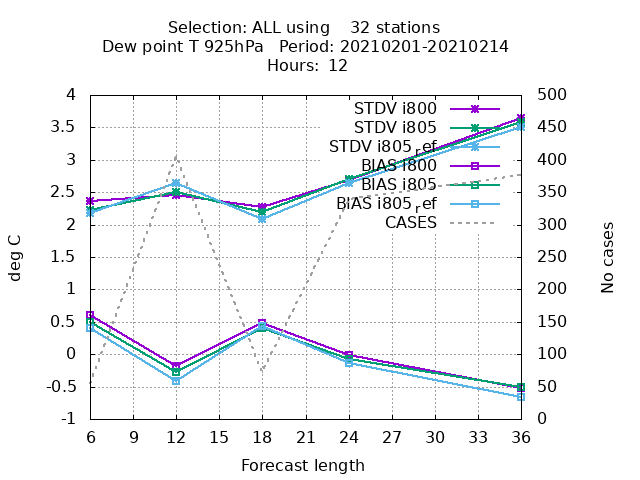 Selection: ALL using    32 stations
Dew point T 925hPa   Period: 20210201-20210214
Hours:  12
deg C
No cases
4
3.5
3
2.5
2
1.5
1
0.5
0
-0.5
-1
500
450
400
350
300
250
200
150
100
50
0
STDV i800
STDV i805
STDV i805ref
BIAS i800
BIAS i805
BIAS i805ref
CASES
6 9 12 15 18 21 24 27 30 33 36
Forecast length